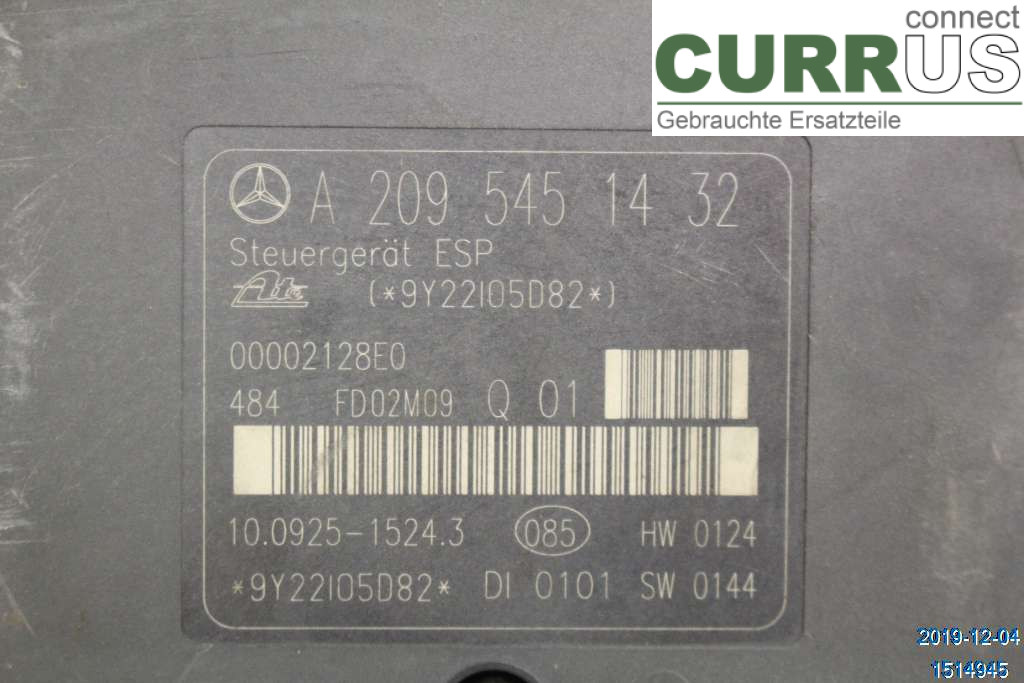 connect
CURRUS
Gebrauchte Ersatzteile
A 209 545 14 32
Steuergerät ESP
Ate (*9Y22I05D82*)
00002128E0
484 FD02M09 Q 01
10.0925-1524.3 085 HW 0124
*9Y22I05D82* DI 0101 SW 0144
2019-12-04
1514945